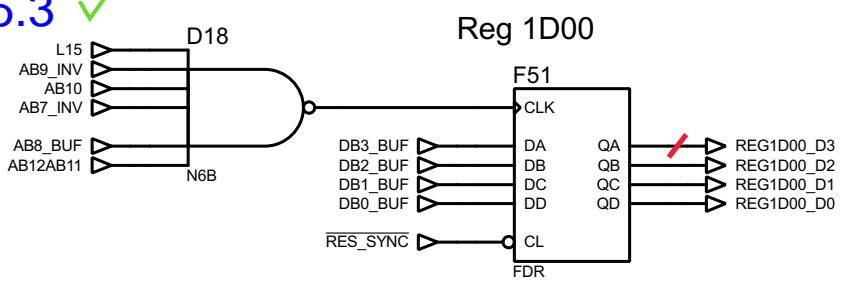 5.3 ✓
D18
Reg 1D00
L15
AB9_INV
AB10
AB7_INV
AB8_BUF
AB12AB11
N6B
F51
CLK
DB3_BUF DA QA REG1D00_D3
DB2_BUF DB QB REG1D00_D2
DB1_BUF DC QC REG1D00_D1
DB0_BUF DD QD REG1D00_D0
RES_SYNC CL
FDR